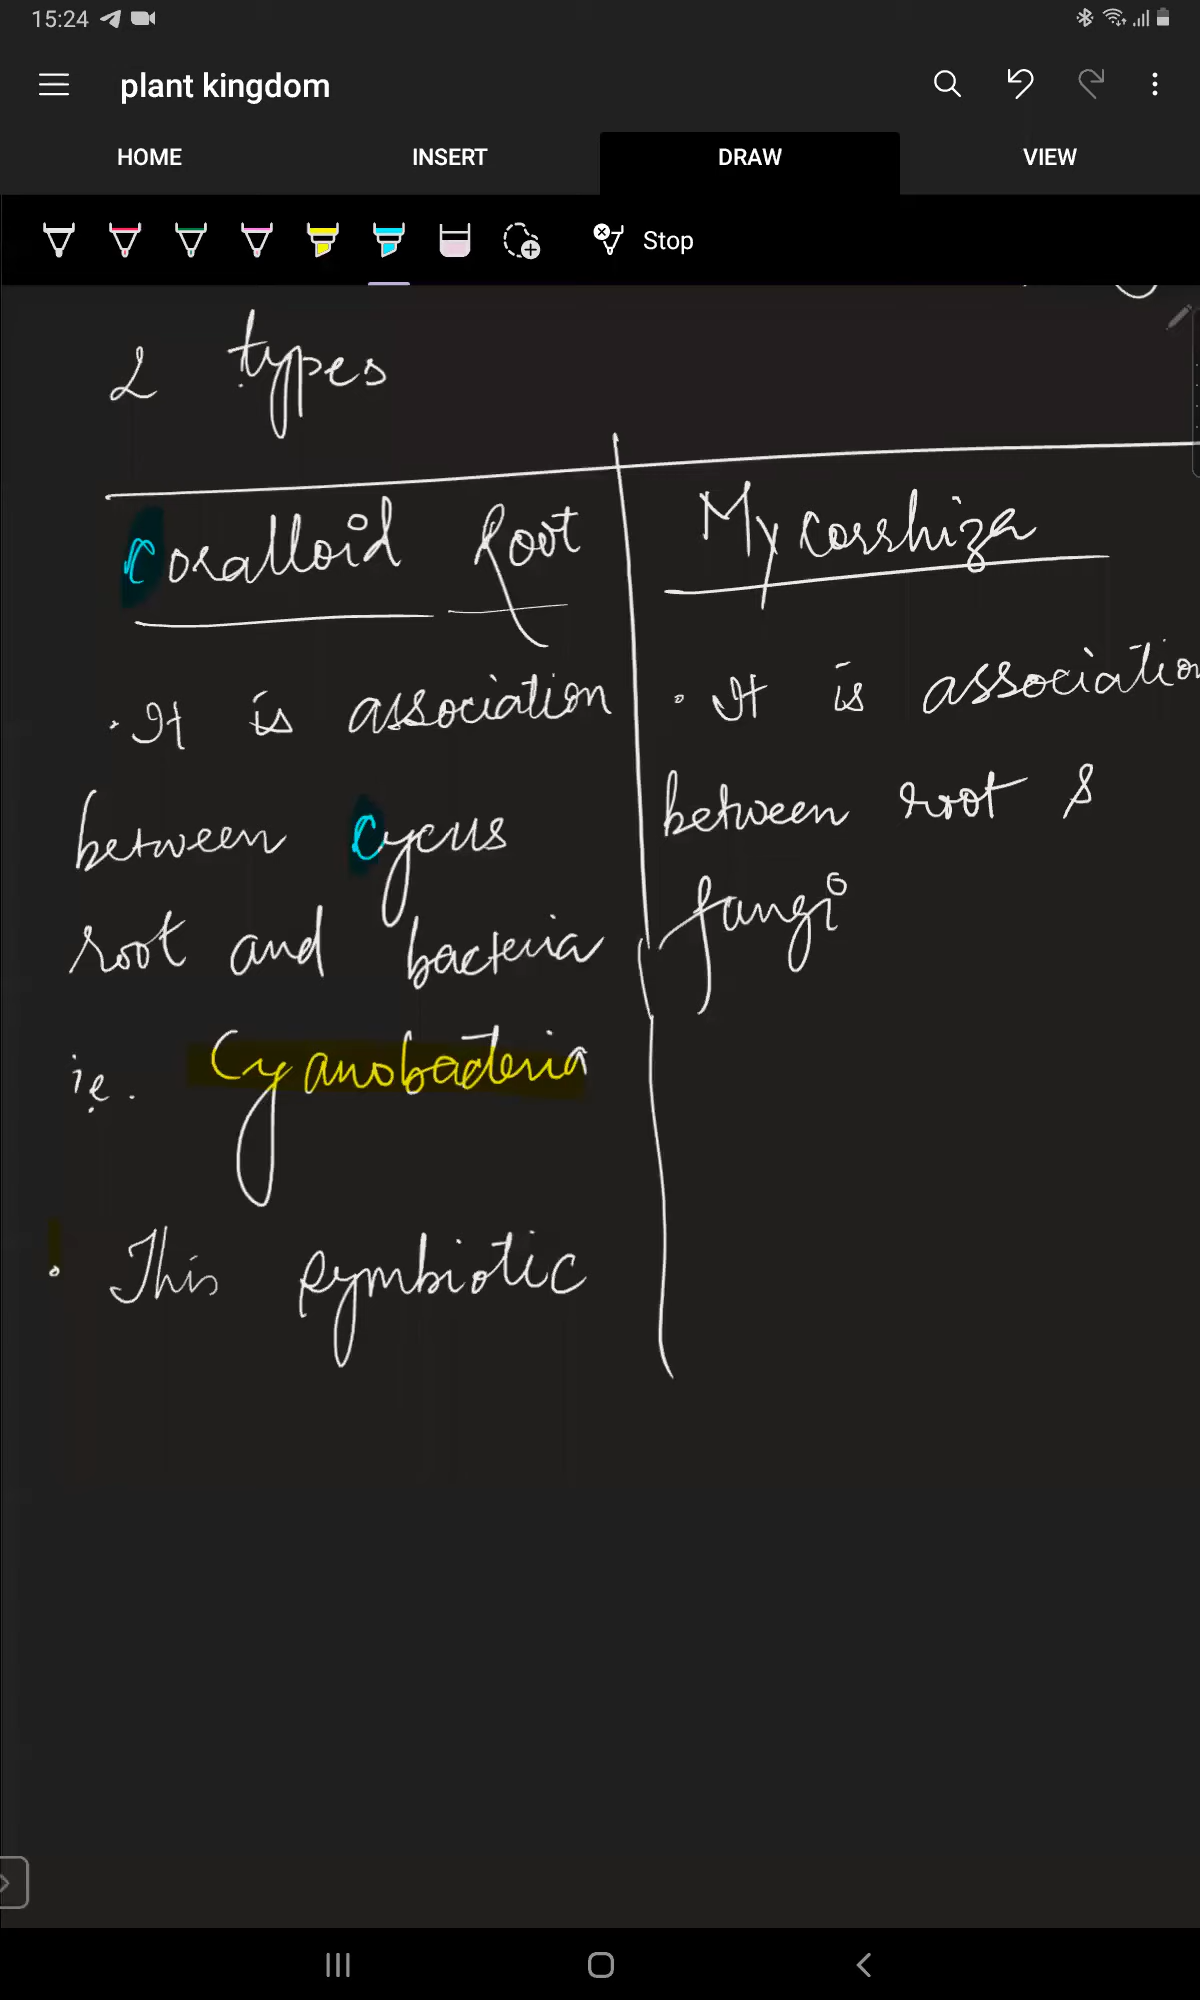 15:24
plant kingdom
HOME INSERT DRAW VIEW
Stop
2 types
Coralloid Root
Mycorrhiza
• It is association
between Cycus
root and bacteria
ie. Cyanobacteria
• This symbiotic
• It is association
between root &
fungi